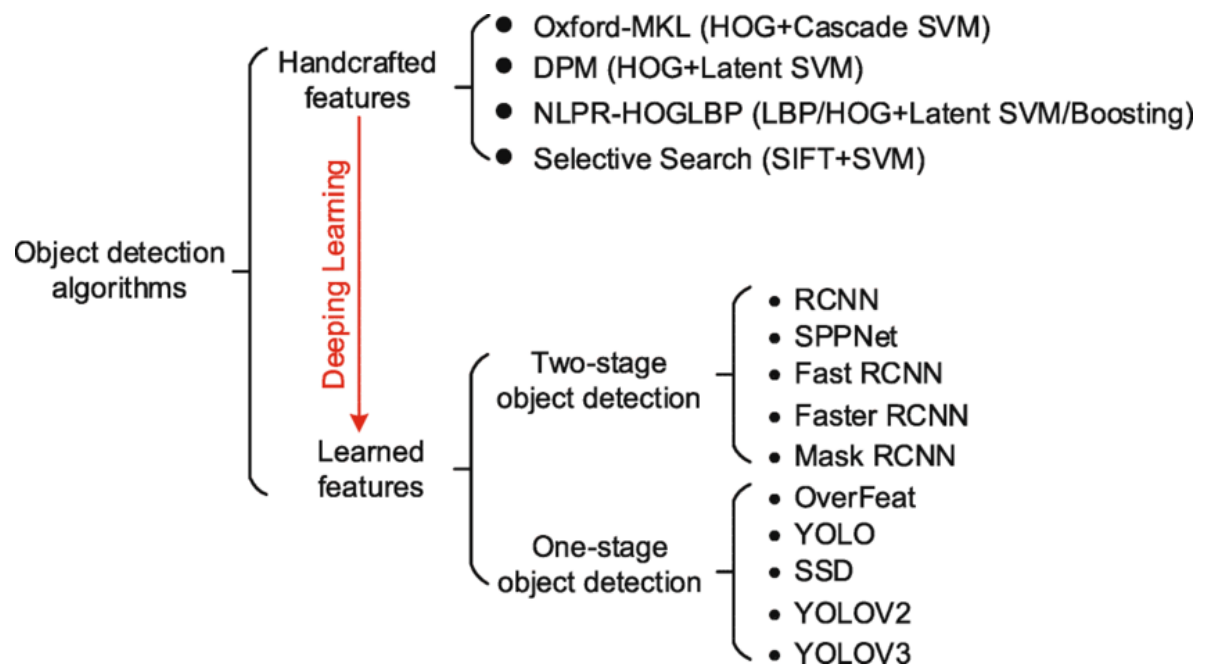 Handcrafted
features
Oxford-MKL (HOG+Cascade SVM)
DPM (HOG+Latent SVM)
NLPR-HOGLBP (LBP/HOG+Latent SVM/Boosting)
Selective Search (SIFT+SVM)
Object detection
algorithms
Deeping Learning
Learned
features
Two-stage
object detection
RCNN
SPPNet
Fast RCNN
Faster RCNN
Mask RCNN
One-stage
object detection
OverFeat
YOLO
SSD
YOLOV2
YOLOV3